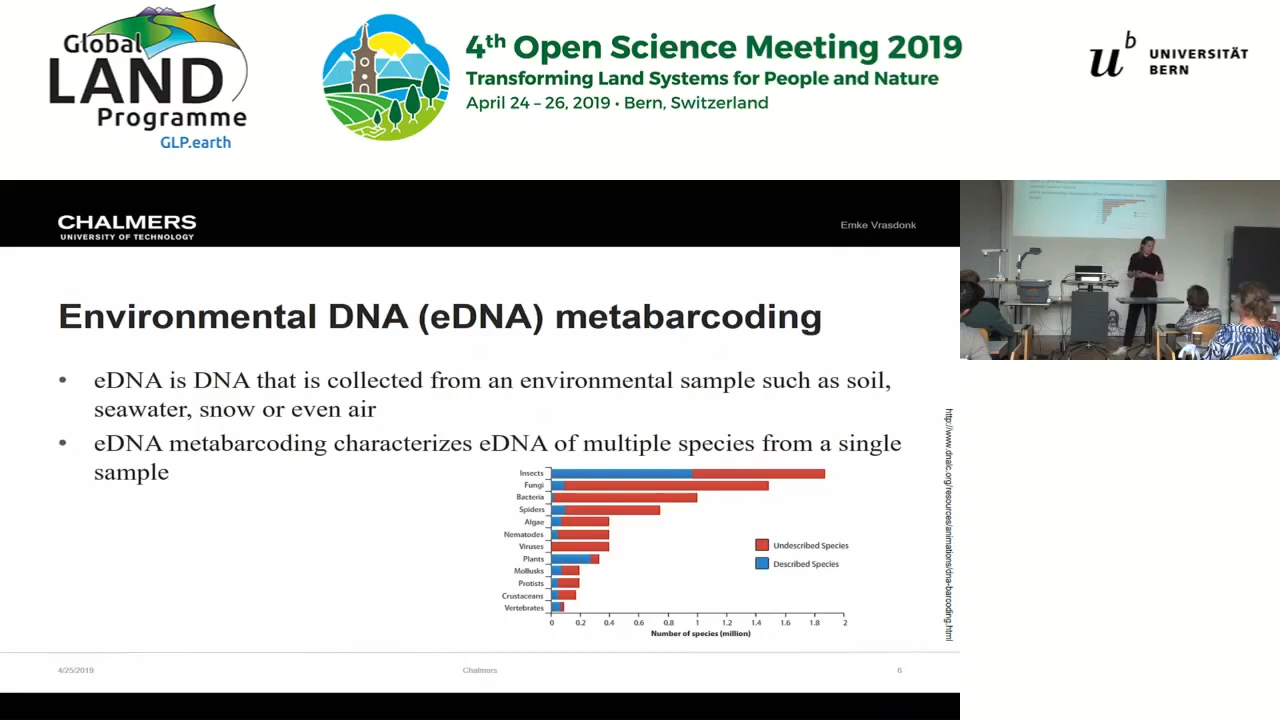 Global
LAND
Programme
GLP.earth
4th Open Science Meeting 2019
Transforming Land Systems for People and Nature
April 24 – 26, 2019 • Bern, Switzerland
u b
UNIVERSITÄT
BERN
CHALMERS
UNIVERSITY OF TECHNOLOGY
Emke Vrasdonk
Environmental DNA (eDNA) metabarcoding
• eDNA is DNA that is collected from an environmental sample such as soil,
seawater, snow or even air
• eDNA metabarcoding characterizes eDNA of multiple species from a single
sample
Insects
Fungi
Bacteria
Spiders
Algae
Nematodes
Viruses
Plants
Mollusks
Protists
Crustaceans
Vertebrates
Undescribed Species
Described Species
0 0.2 0.4 0.6 0.8 1 1.2 1.4 1.6 1.8 2
Number of species (million)
http://www.dnalc.org/resources/animations/dna-barcoding.html
4/25/2019
Chalmers
6